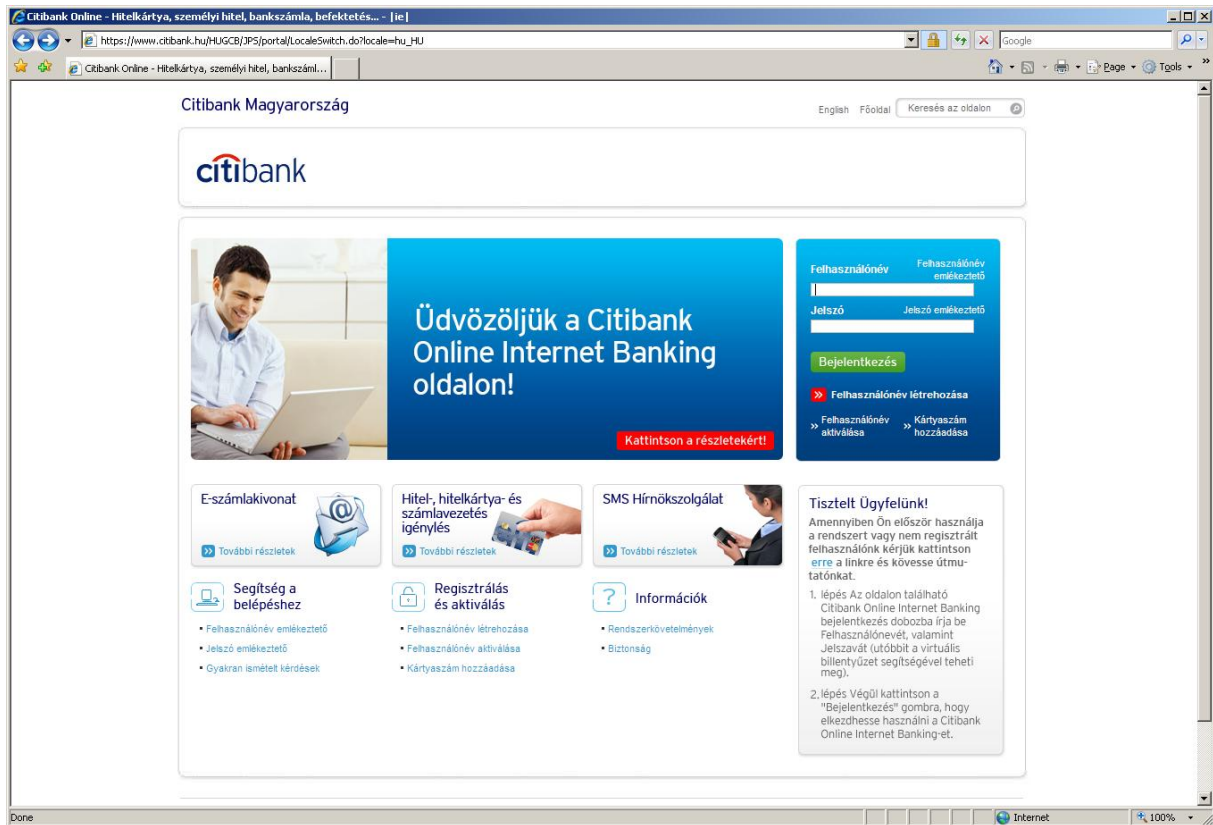 Citibank Online - Hitelkártya, személyi hitel, bankszámla, befektetés... - |ie|
https://www.citibank.hu/HUGCB/JPS/portal/LocaleSwitch.do?locale=hu_HU
Google
Citibank Online - Hitelkártya, személyi hitel, bankszáml...
Page
Tools
Citibank Magyarország
English Főoldal Keresés az oldalon
citibank
Üdvözöljük a Citibank
Online Internet Banking
oldalon!
Kattintson a részletekért!
Felhasználónév
Felhasználónév
emlékeztető
Jelszó
Jelszó emlékeztető
Bejelentkezés
Felhasználónév létrehozása
Felhasználónév
aktiválása
Kártyaszám
hozzáadása
E-számlakivonat
További részletek
Hitel-, hitelkártya- és
számlavezetés
igénylés
További részletek
SMS Hírnökszolgálat
További részletek
Segítség a
belépéshez
• Felhasználónév emlékeztető
• Jelszó emlékeztető
• Gyakran ismételt kérdések
Regisztrálás
és aktiválás
• Felhasználónév létrehozása
• Felhasználónév aktiválása
• Kártyaszám hozzáadása
?
Információk
• Rendszerkövetelmények
• Biztonság
Tisztelt Ügyfelünk!
Amennyiben Ön először használja
a rendszert vagy nem regisztrált
felhasználónk kérjük kattintson
erre a linkre és kövesse útmu-
tatónkat.
1. lépés Az oldalon található
Citibank Online Internet Banking
bejelentkezés dobozba írja be
Felhasználónevét, valamint
Jelszavát (utóbbit a virtuális
billentyűzet segítségével teheti
meg).
2. lépés Végül kattintson a
"Bejelentkezés" gombra, hogy
elkezdhesse használni a Citibank
Online Internet Banking-et.
Done
Internet
100%